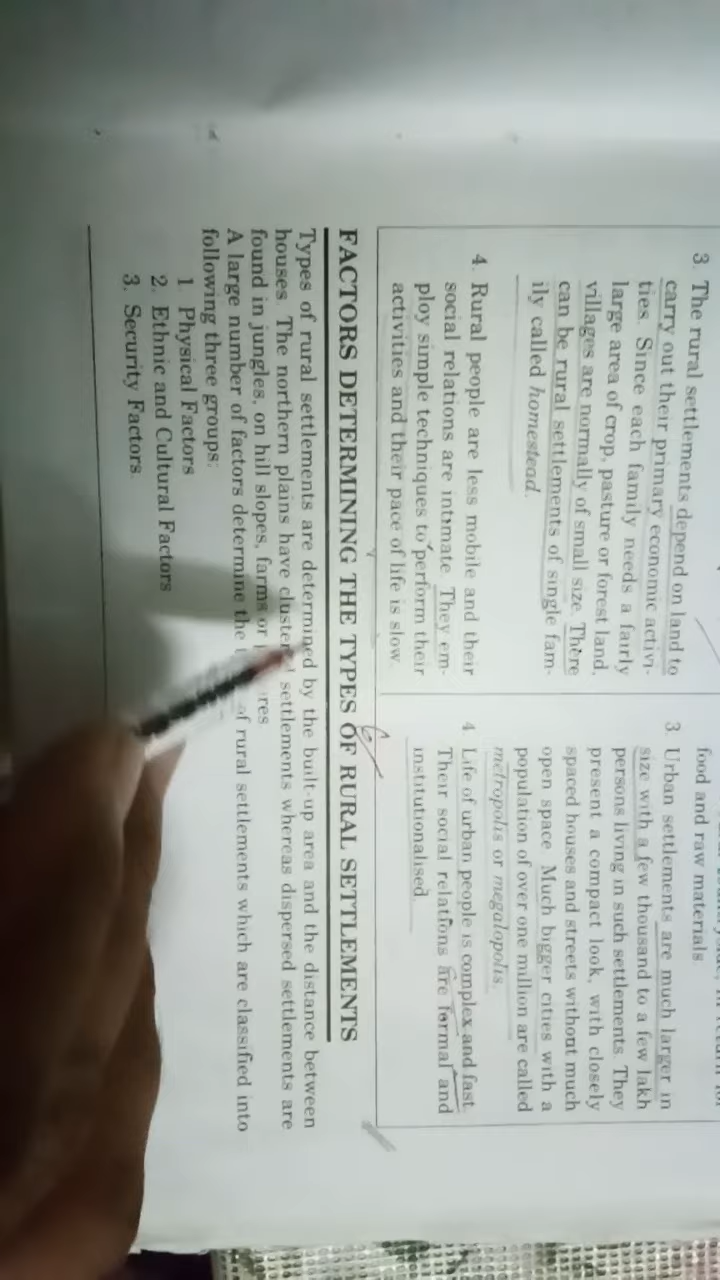 3. The rural settlements depend on land to
carry out their primary economic activi-
ties. Since each family needs a fairly
large area of crop, pasture or forest land,
villages are normally of small size. There
can be rural settlements of single fam-
ily called homestead.
4. Rural people are less mobile and their
social relations are intimate. They em-
ploy simple techniques to perform their
activities and their pace of life is slow.
food and raw materials.
3. Urban settlements are much larger in
size with a few thousand to a few lakh
persons living in such settlements. They
present a compact look, with closely
spaced houses and streets without much
open space. Much bigger cities with a
population of over one million are called
metropolis or megalopolis.
4. Life of urban people is complex and fast.
Their social relations are formal and
institutionalised.
FACTORS DETERMINING THE TYPES OF RURAL SETTLEMENTS
Types of rural settlements are determined by the built-up area and the distance between
houses. The northern plains have settlements whereas dispersed settlements are
found in jungles, on hill slopes, farms or
A large number of factors determine the of rural settlements which are classified into
following three groups:
1. Physical Factors
2. Ethnic and Cultural Factors
3. Security Factors.